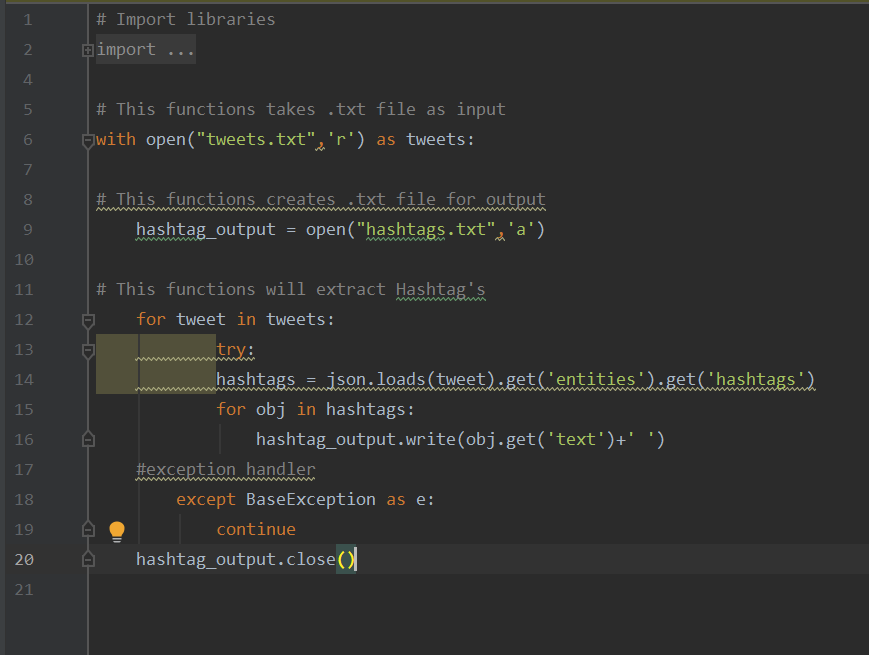 1 # Import libraries
2 import ...
4
5 # This functions takes .txt file as input
6 with open("tweets.txt",'r') as tweets:
7
8 # This functions creates .txt file for output
9 hashtag_output = open("hashtags.txt",'a')
10
11 # This functions will extract Hashtag's
12 for tweet in tweets:
13 try:
14 hashtags = json.loads(tweet).get('entities').get('hashtags')
15 for obj in hashtags:
16 hashtag_output.write(obj.get('text')+' ')
17 #exception handler
18 except BaseException as e:
19 continue
20 hashtag_output.close()
21